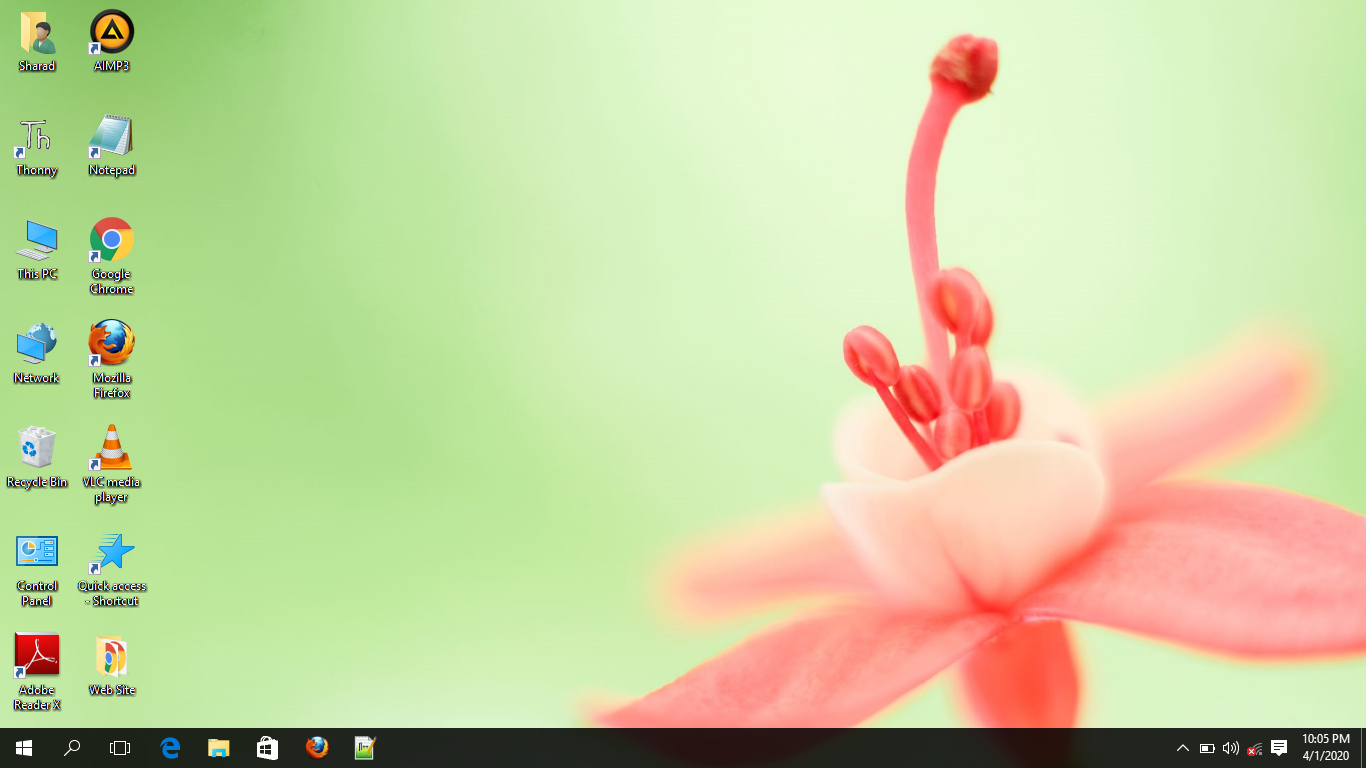 Sharad
AIMP3
Th
Thonny
Notepad
This PC
Google
Chrome
Network
Mozilla
Firefox
Recycle Bin
VLC media
player
Control
Panel
Quick access
- Shortcut
Adobe
Reader X
Web Site
10:05 PM
4/1/2020